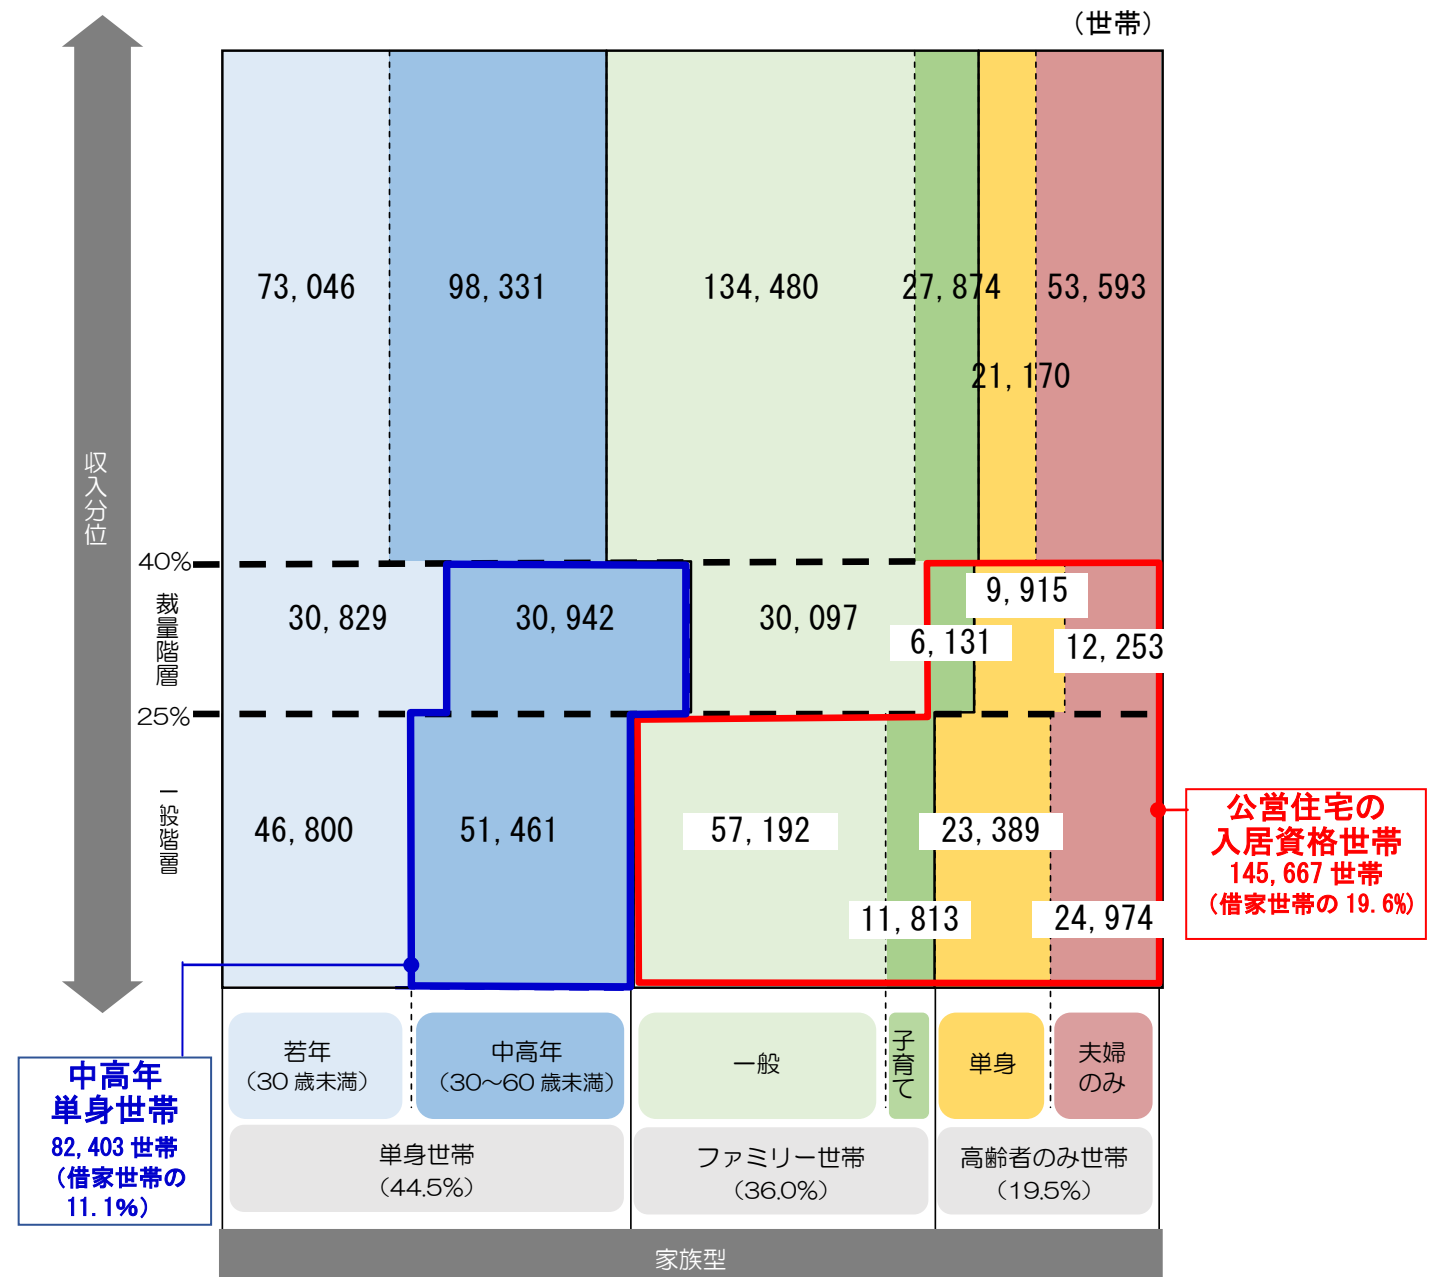 （世帯）
73,046
98,331
134,480
27,874
53,593
21,170
収入分位
40%
裁量階層
30,829
30,942
30,097
9,915
6,131
12,253
25%
一般階層
46,800
51,461
57,192
23,389
11,813
24,974
公営住宅の
入居資格世帯
145,667 世帯
（借家世帯の 19.6%）
中高年
単身世帯
82,403 世帯
（借家世帯の
11.1%）
若年
（30 歳未満）
中高年
（30～60 歳未満）
一般
子育て
単身
夫婦
のみ
単身世帯
（44.5%）
ファミリー世帯
（36.0%）
高齢者のみ世帯
（19.5%）
家族型